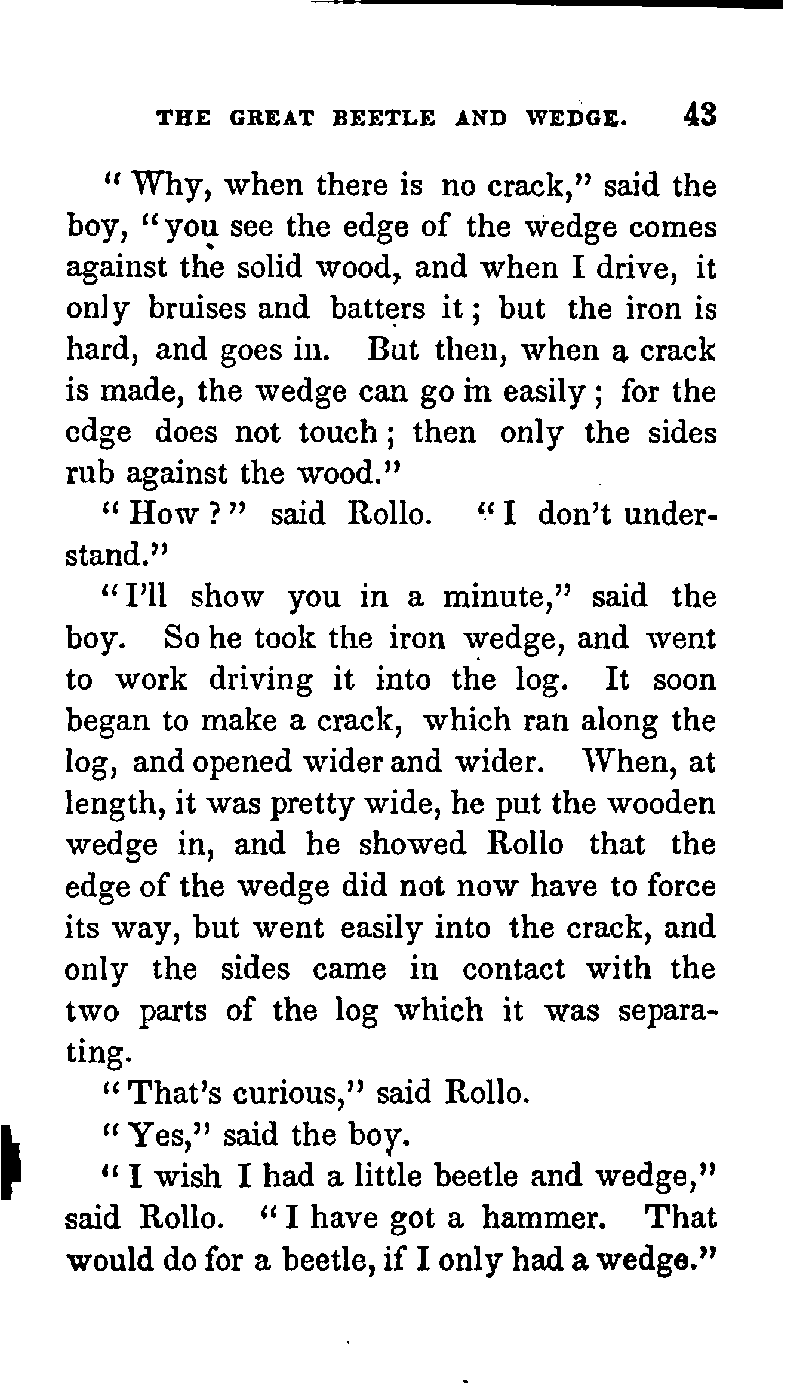 THE GREAT BEETLE AND WEDGE. 43
“ Why, when there is no crack,” said the
boy, “ you see the edge of the wedge comes
against the solid wood, and when I drive, it
only bruises and batters it ; but the iron is
hard, and goes in. But then, when a crack
is made, the wedge can go in easily ; for the
edge does not touch ; then only the sides
rub against the wood.”
“ How ? ” said Rollo. “ I don’t under-
stand.”
“ I’ll show you in a minute,” said the
boy. So he took the iron wedge, and went
to work driving it into the log. It soon
began to make a crack, which ran along the
log, and opened wider and wider. When, at
length, it was pretty wide, he put the wooden
wedge in, and he showed Rollo that the
edge of the wedge did not now have to force
its way, but went easily into the crack, and
only the sides came in contact with the
two parts of the log which it was separa-
ting.
“ That’s curious,” said Rollo.
“ Yes,” said the boy.
“ I wish I had a little beetle and wedge,”
said Rollo. “ I have got a hammer. That
would do for a beetle, if I only had a wedge.”